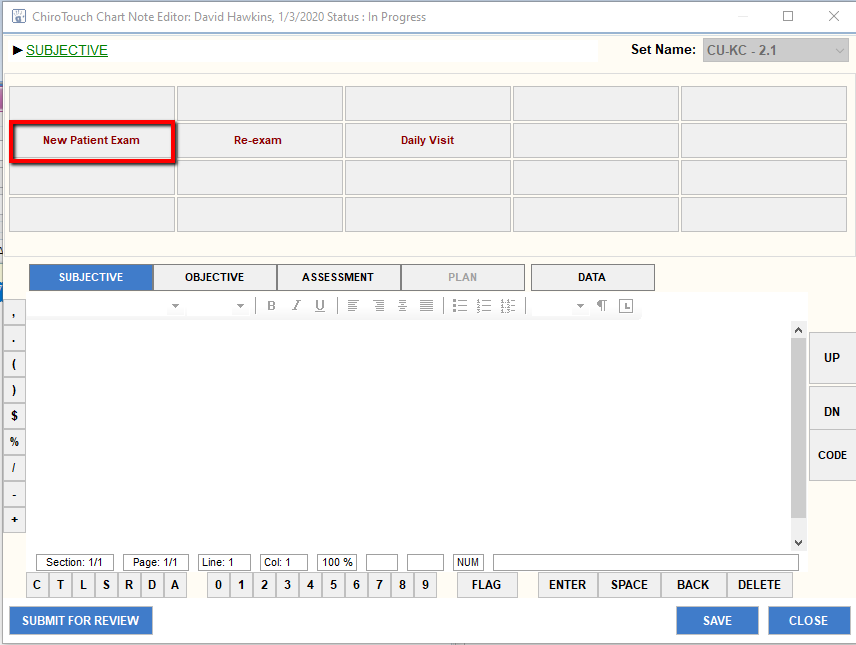 ChiroTouch Chart Note Editor: David Hawkins, 1/3/2020 Status : In Progress
SUBJECTIVE
Set Name: CU-KC - 2.1
New Patient Exam Re-exam Daily Visit
SUBJECTIVE OBJECTIVE ASSESSMENT PLAN DATA
B I U
,
.
(
)
$
%
/
-
+
UP
DN
CODE
Section: 1/1 Page: 1/1 Line: 1 Col: 1 100 % NUM
C T L S R D A 0 1 2 3 4 5 6 7 8 9 FLAG ENTER SPACE BACK DELETE
SUBMIT FOR REVIEW SAVE CLOSE